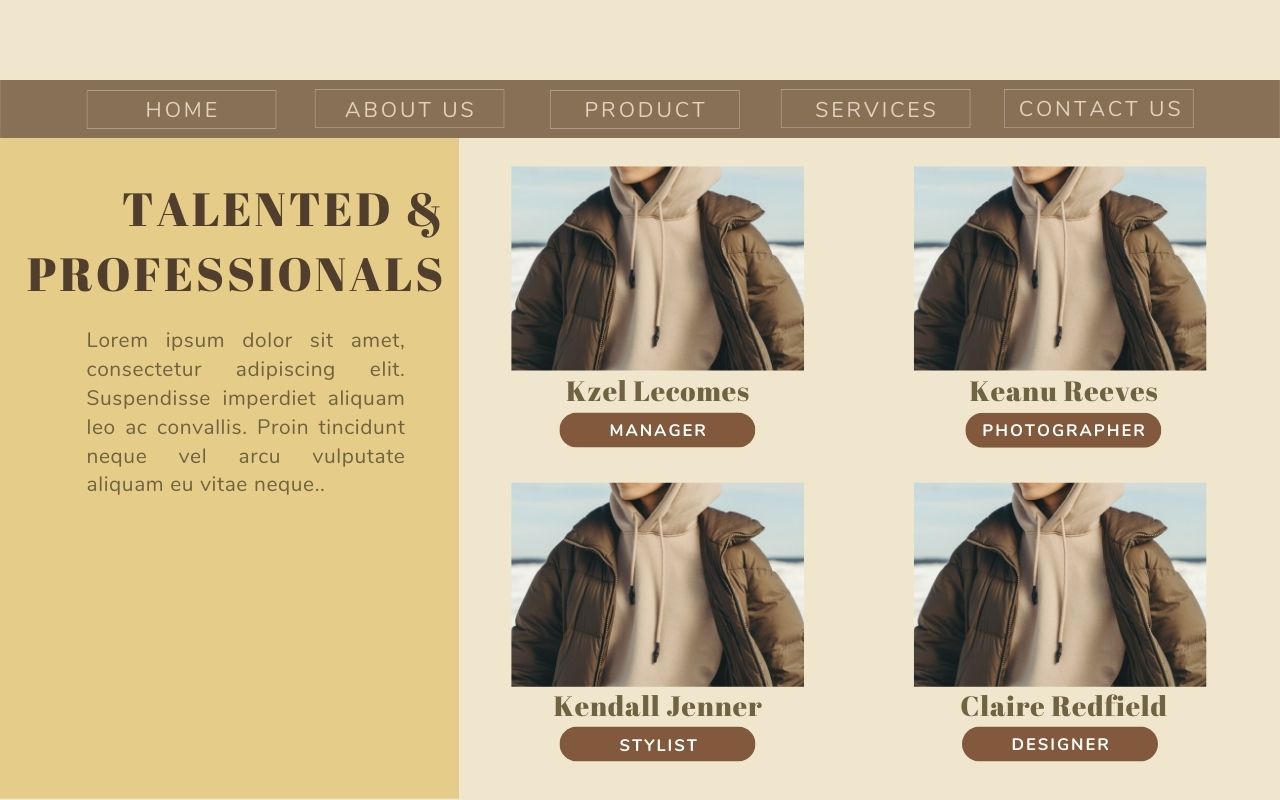 HOME
ABOUT US
PRODUCT
SERVICES
CONTACT US
TALENTED &
PROFESSIONALS
Lorem ipsum dolor sit amet,
consectetur adipiscing elit.
Suspendisse imperdiet aliquam
leo ac convallis. Proin tincidunt
neque vel arcu vulputate
aliquam eu vitae neque..
Kzel Lecomes
MANAGER
Keanu Reeves
PHOTOGRAPHER
Kendall Jenner
STYLIST
Claire Redfield
DESIGNER